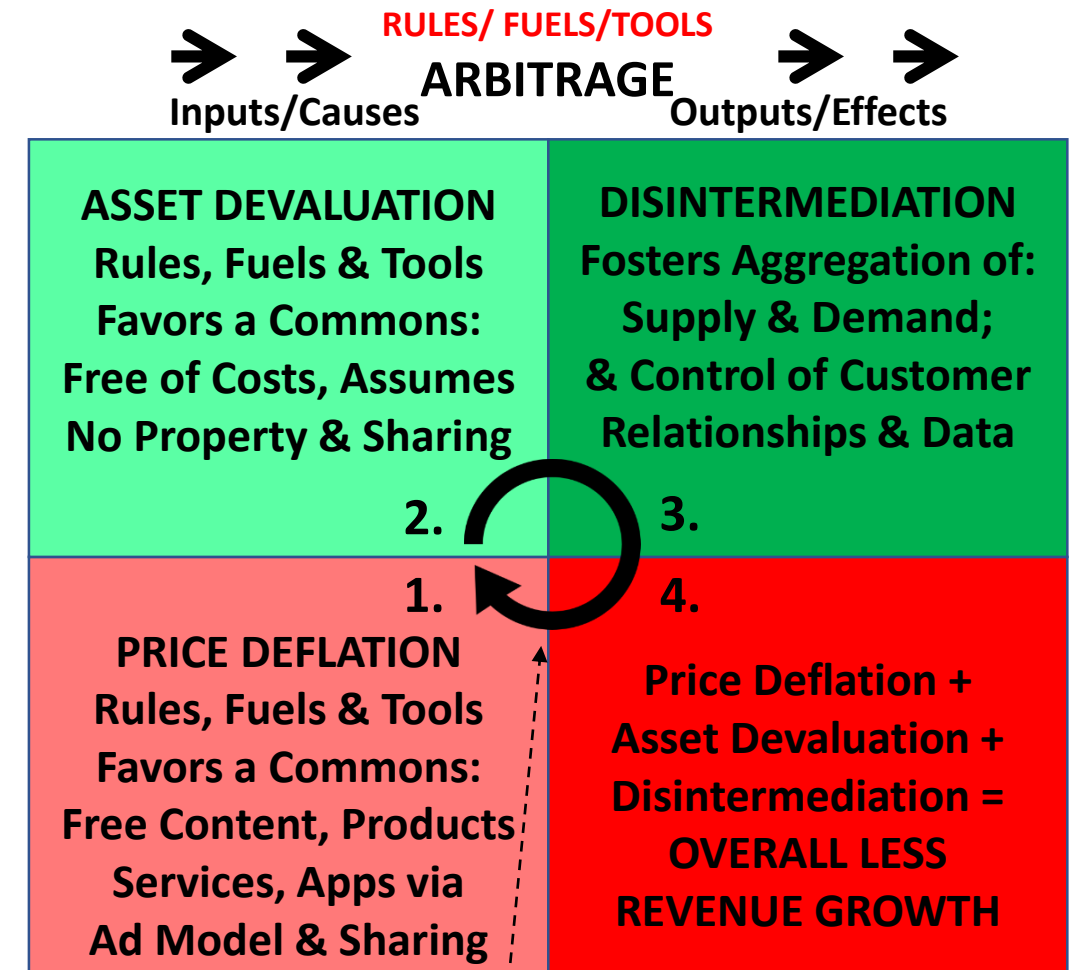 RULES/ FUELS/TOOLS
ARBITRAGE
Inputs/Causes
Outputs/Effects
ASSET DEVALUATION
Rules, Fuels & Tools
Favors a Commons:
Free of Costs, Assumes
No Property & Sharing
2.
DISINTERMEDIATION
Fosters Aggregation of:
Supply & Demand;
& Control of Customer
Relationships & Data
3.
1.
PRICE DEFLATION
Rules, Fuels & Tools
Favors a Commons:
Free Content, Products
Services, Apps via
Ad Model & Sharing
4.
Price Deflation +
Asset Devaluation +
Disintermediation =
OVERALL LESS
REVENUE GROWTH